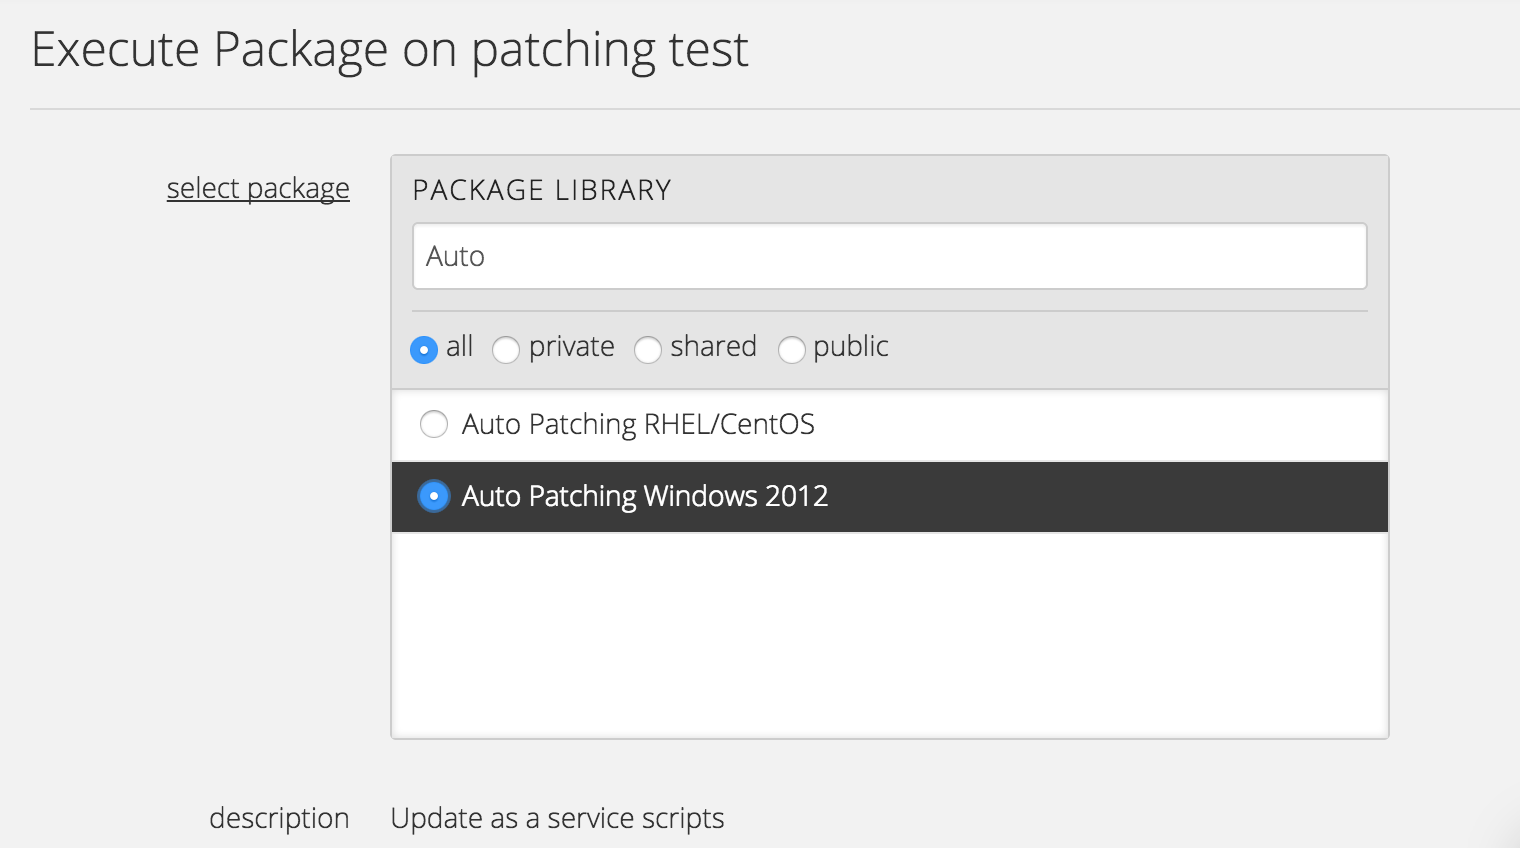 Execute Package on patching test
select package
PACKAGE LIBRARY
Auto
all private shared public
Auto Patching RHEL/CentOS
Auto Patching Windows 2012
description Update as a service scripts